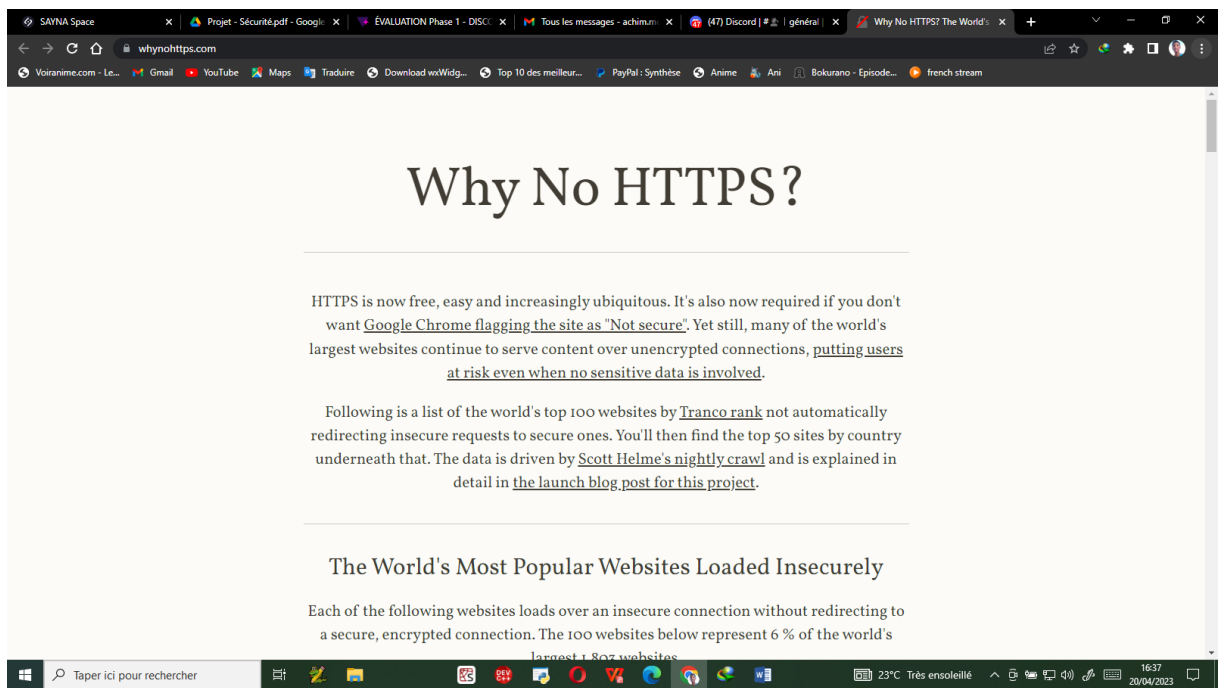 SAYNA Space
Projet - Sécurité.pdf - Google
ÉVALUATION Phase 1 - DISC
Tous les messages - achim.m
(47) Discord | # | général |
Why No HTTPS? The World's
whynohttps.com
Voiranime.com - Le...
Gmail
YouTube
Maps
Traduire
Download wxWidg...
Top 10 des meilleur...
PayPal : Synthèse
Anime
Ani
Bokurano - Episode...
french stream
Why No HTTPS?
HTTPS is now free, easy and increasingly ubiquitous. It's also now required if you don't
want Google Chrome flagging the site as "Not secure". Yet still, many of the world's
largest websites continue to serve content over unencrypted connections, putting users
at risk even when no sensitive data is involved.
Following is a list of the world's top 100 websites by Tranco rank not automatically
redirecting insecure requests to secure ones. You'll then find the top 50 sites by country
underneath that. The data is driven by Scott Helme's nightly crawl and is explained in
detail in the launch blog post for this project.
The World's Most Popular Websites Loaded Insecurely
Each of the following websites loads over an insecure connection without redirecting to
a secure, encrypted connection. The 100 websites below represent 6 % of the world's
largest 1 803 websites
Taper ici pour rechercher
DEV
C++
23°C Très ensoleillé
16:37
20/04/2023